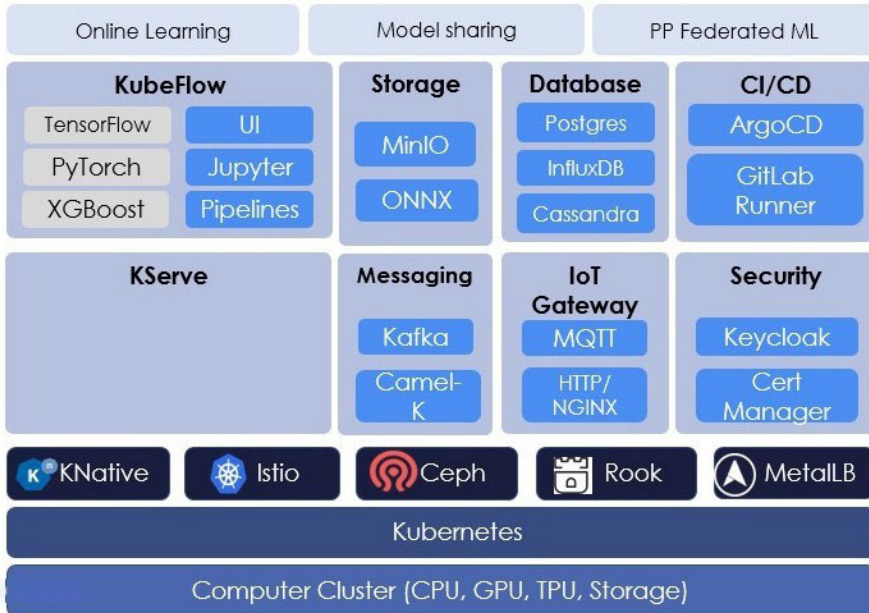 Online Learning
Model sharing
PP Federated ML
KubeFlow
TensorFlow
UI
PyTorch
Jupyter
XGBoost
Pipelines
Storage
MinIO
ONNX
Database
Postgres
InfluxDB
Cassandra
CI/CD
ArgoCD
GitLab
Runner
KServe
Messaging
Kafka
Camel-
K
IoT
Gateway
MQTT
HTTP/
NGINX
Security
Keycloak
Cert
Manager
K n KNative
Istio
Ceph
Rook
MetalLB
Kubernetes
Computer Cluster (CPU, GPU, TPU, Storage)